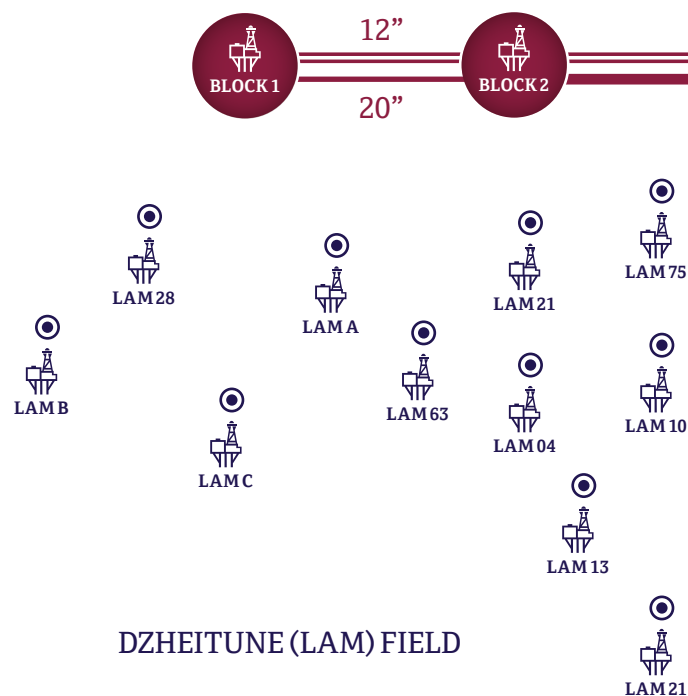 12”
BLOCK 1
BLOCK 2
20”
LAM 75
LAM 28
LAM 21
LAM A
LAM B
LAM 63
LAM 04
LAM 10
LAM C
LAM 13
DZHEITUNE (LAM) FIELD
LAM 21